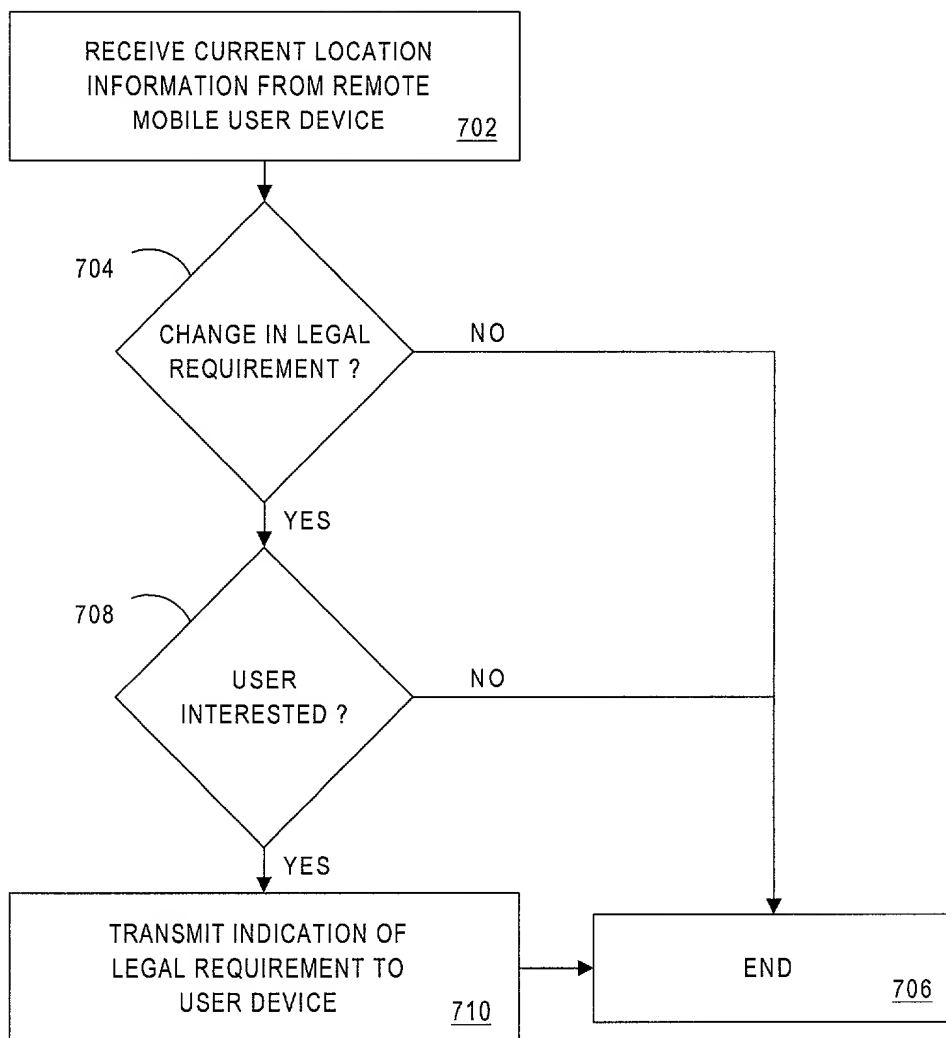 RECEIVE CURRENT LOCATION
INFORMATION FROM REMOTE
MOBILE USER DEVICE
702
704
CHANGE IN LEGAL
REQUIREMENT ?
NO
YES
708
USER
INTERESTED ?
NO
YES
TRANSMIT INDICATION OF
LEGAL REQUIREMENT TO
USER DEVICE
710
END
706